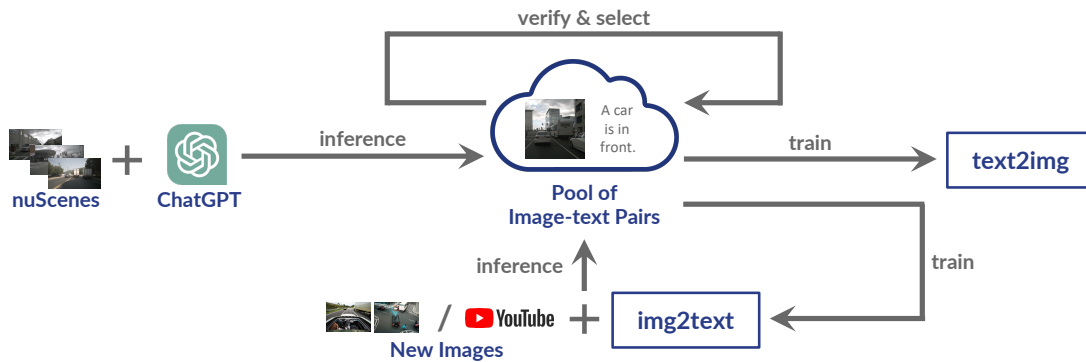 verify & select
A car
is in
front.
inference
train
text2img
nuScenes
+
ChatGPT
Pool of
Image-text Pairs
inference
train
/
YouTube
+
img2text
New Images